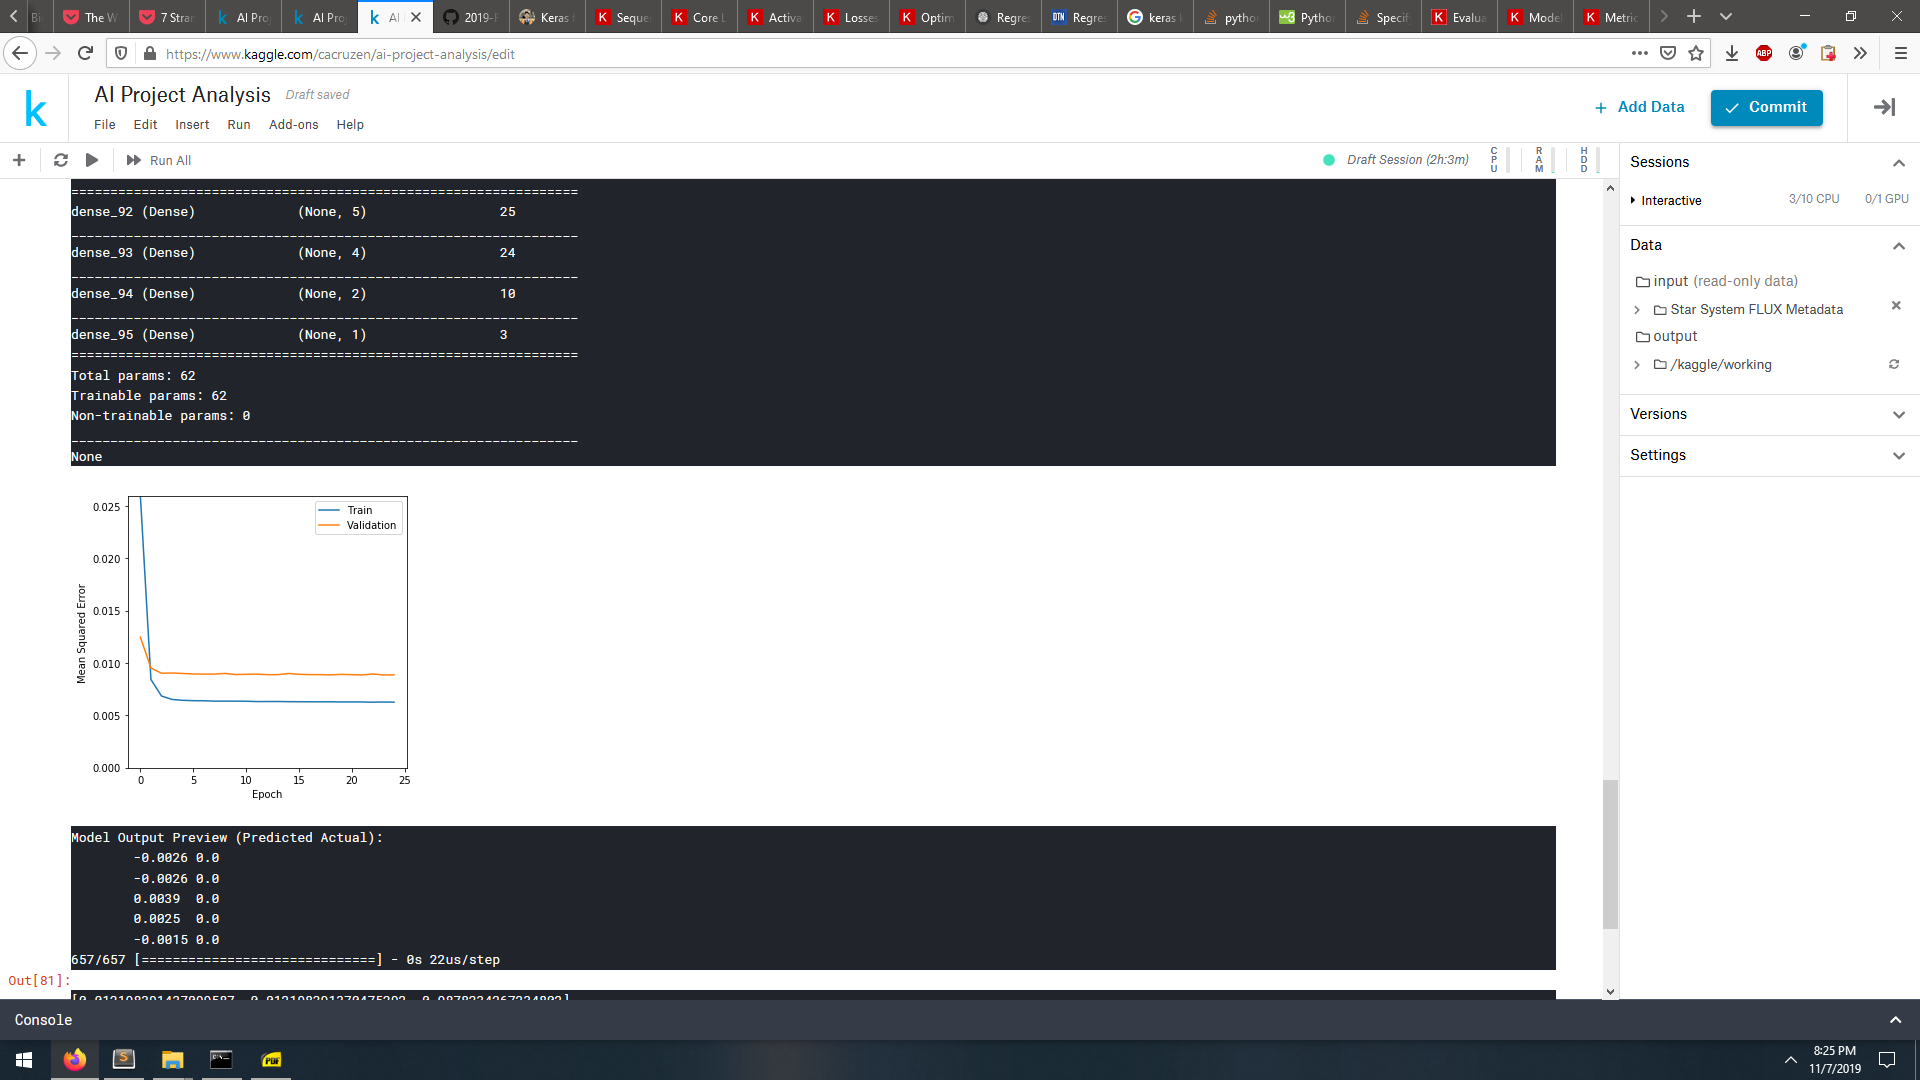 The W
7 Stran
AI Proj
AI Proj
AI
2019-F
Keras
Seque
Core L
Activa
Losses
Optim
Regres
Regres
keras
python
Pytho
Specif
Evalua
Model
Metric
https://www.kaggle.com/cacruzen/ai-project-analysis/edit
ABP
k
AI Project Analysis
Draft saved
File
Edit
Insert
Run
Add-ons
Help
+ Add Data
Commit
Run All
Draft Session (2h:3m)
CPU
RAM
HDD
Sessions
Interactive
3/10 CPU
0/1 GPU
Data
input (read-only data)
Star System FLUX Metadata
output
/kaggle/working
Versions
Settings
=================================================================
dense_92 (Dense) (None, 5) 25
_________________________________________________________________
dense_93 (Dense) (None, 4) 24
_________________________________________________________________
dense_94 (Dense) (None, 2) 10
_________________________________________________________________
dense_95 (Dense) (None, 1) 3
=================================================================
Total params: 62
Trainable params: 62
Non-trainable params: 0
_________________________________________________________________
None
Train
Validation
0.025
0.020
0.015
0.010
0.005
0.000
Mean Squared Error
0 5 10 15 20 25
Epoch
Model Output Preview (Predicted Actual):
-0.0026 0.0
-0.0026 0.0
0.0039 0.0
0.0025 0.0
-0.0015 0.0
657/657 [==============================] - 0s 22us/step
Out[81]:
Console
PDF
8:25 PM
11/7/2019